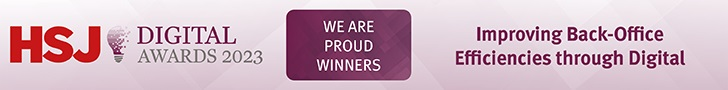 HSJ DIGITAL
AWARDS 2023
WE ARE
PROUD
WINNERS
Improving Back-Office
Efficiencies through Digital